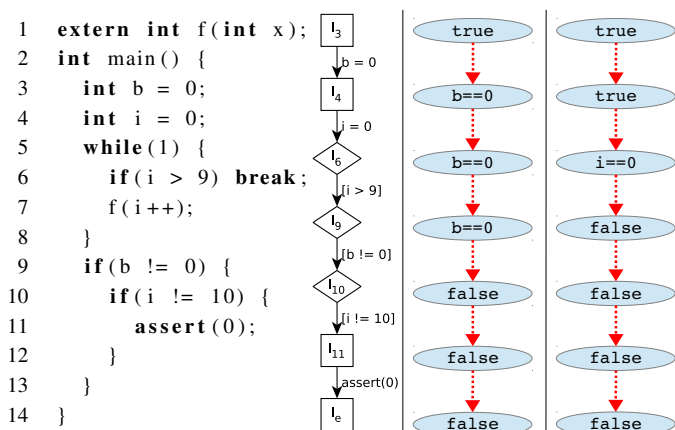 1 extern int f(int x);
2 int main() {
3 int b = 0;
4 int i = 0;
5 while(1) {
6 if(i > 9) break;
7 f(i++);
8 }
9 if(b != 0) {
10 if(i != 10) {
11 assert(0);
12 }
13 }
14 }
l3
b = 0
l4
i = 0
l6
[i > 9]
l9
[b != 0]
l10
[i != 10]
l11
assert(0)
le
true
b==0
b==0
b==0
false
false
false
true
true
i==0
false
false
false
false